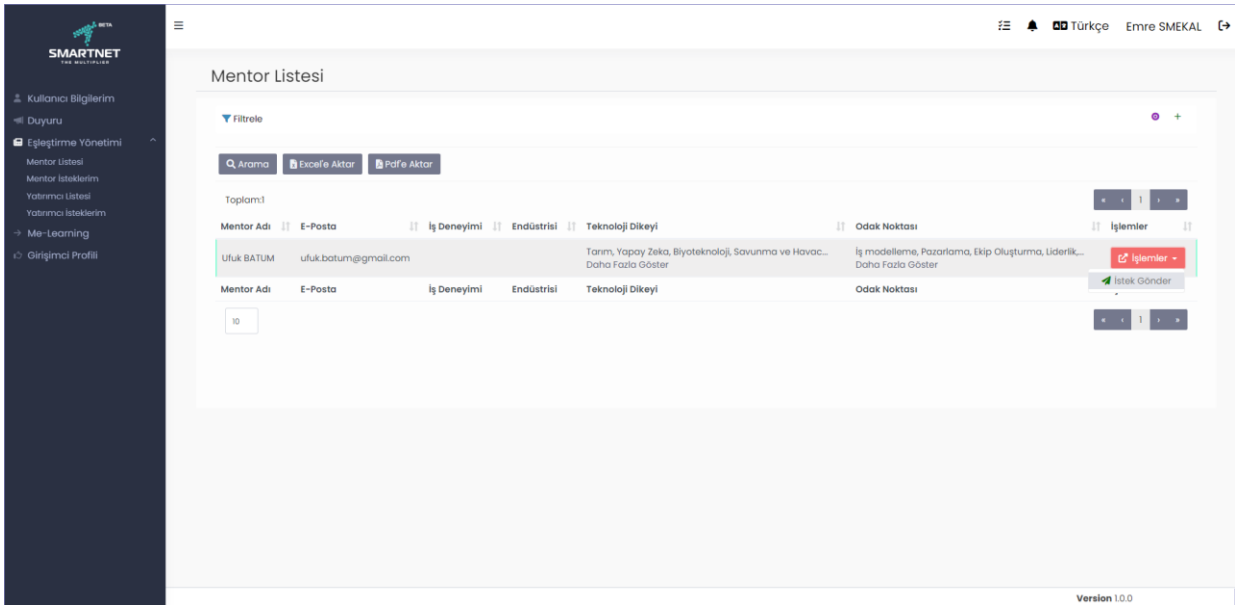 BETA
SMARTNET
THE MULTIPLIER
Kullanıcı Bilgilerim
Duyuru
Eşleştirme Yönetimi
Mentor Listesi
Mentor İsteklerim
Yatırımcı Listesi
Yatırımcı İsteklerim
Me-Learning
Girişimci Profili
Türkçe Emre SMEKAL
Mentor Listesi
Filtrele
Arama Excel'e Aktar Pdf'e Aktar
Toplam:1
« ‹ 1 › »
Mentor Adı E-Posta İş Deneyimi Endüstrisi Teknoloji Dikeyi Odak Noktası İşlemler
Ufuk BATUM ufuk.batum@gmail.com Tarım, Yapay Zeka, Biyoteknoloji, Savunma ve Havac... İş modelleme, Pazarlama, Ekip Oluşturma, Liderlik,... İşlemler
Daha Fazla Göster Daha Fazla Göster
İstek Gönder
Mentor Adı E-Posta İş Deneyimi Endüstrisi Teknoloji Dikeyi Odak Noktası
10
« ‹ 1 › »
Version 1.0.0